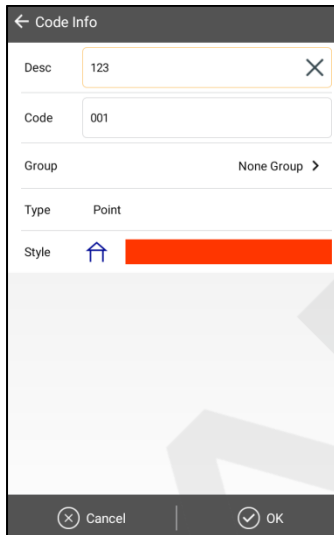 Code Info
Desc 123
Code 001
Group None Group
Type Point
Style
Cancel OK